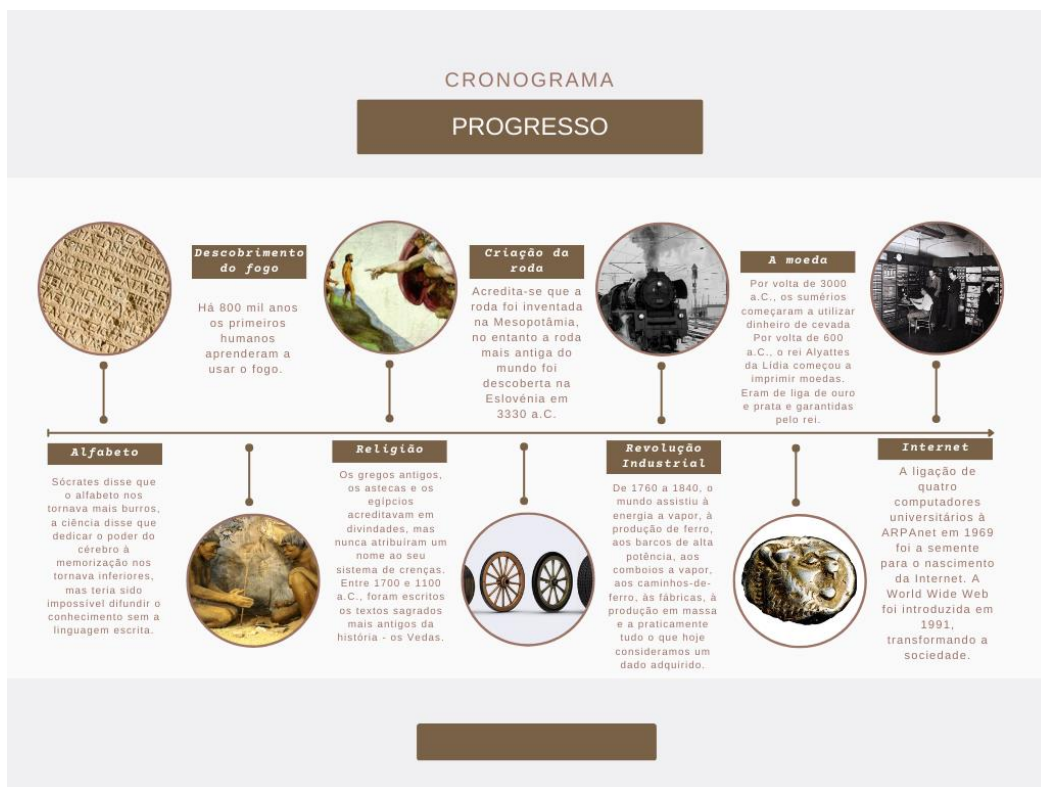 CRONOGRAMA
PROGRESSO
Alfabeto
Sócrates disse que
o alfabeto nos
tornava mais burros,
a ciência disse que
dedicar o poder do
cérebro à
memorização nos
tornava inferiores,
mas teria sido
impossível difundir o
conhecimento sem a
linguagem escrita.
Descobrimento
do fogo
Há 800 mil anos
os primeiros
humanos
aprenderam a
usar o fogo.
Religião
Os gregos antigos,
os astecas e os
egípcios
acreditavam em
divindades, mas
nunca atribuíram um
nome ao seu
sistema de crenças.
Entre 1700 e 1100
a.C., foram escritos
os textos sagrados
mais antigos da
história - os Vedas.
Criação da
roda
Acredita-se que a
roda foi inventada
na Mesopotâmia,
no entanto a roda
mais antiga do
mundo foi
descoberta na
Eslovénia em
3330 a.C.
Revolução
Industrial
De 1760 a 1840, o
mundo assistiu à
energia a vapor, à
produção de ferro,
aos barcos de alta
potência, aos
comboios a vapor,
aos caminhos-de-
ferro, às fábricas, à
produção em massa
e a praticamente
tudo o que hoje
consideramos um
dado adquirido.
A moeda
Por volta de 3000
a.C., os sumérios
começaram a utilizar
dinheiro de cevada
Por volta de 600
a.C., o rei Alyattes
da Lídia começou a
imprimir moedas.
Eram de liga de ouro
e prata e garantidas
pelo rei.
Internet
A ligação de
quatro
computadores
universitários à
ARPAnet em 1969
foi a semente
para o nascimento
da Internet. A
World Wide Web
foi introduzida em
1991,
transformando a
sociedade.